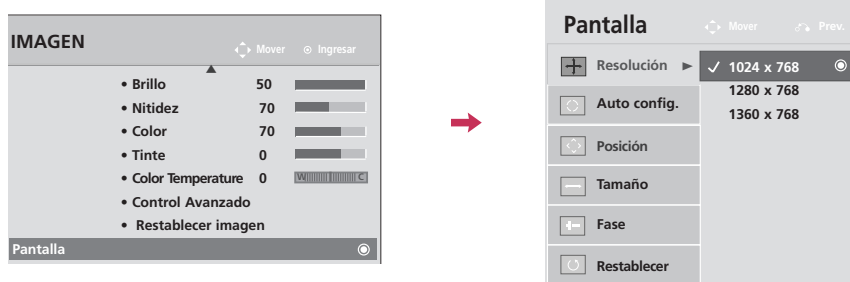 IMAGEN
Mover Ingresar
• Brillo 50
• Nitidez 70
• Color 70
• Tinte 0
• Color Temperature 0 W C
• Control Avanzado
• Restablecer imagen
Pantalla
Pantalla
Mover Prev.
Resolución
Auto config.
Posición
Tamaño
Fase
Restablecer
1024 x 768
1280 x 768
1360 x 768